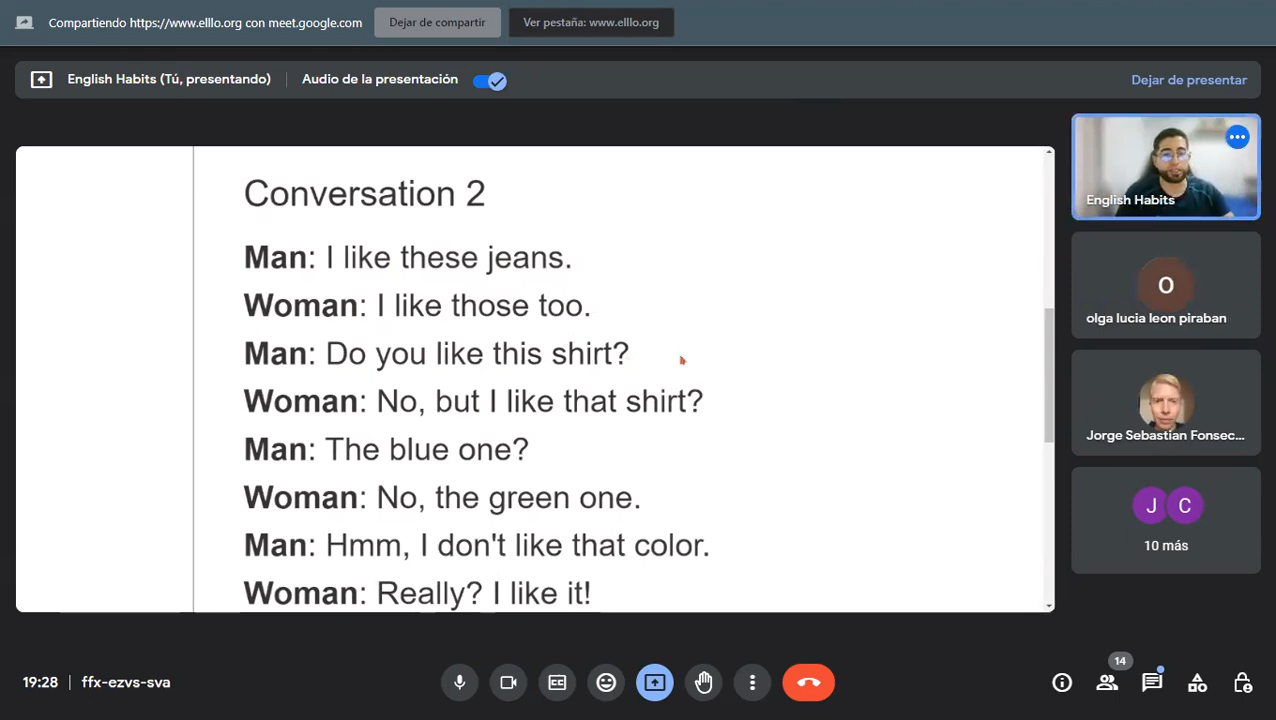 Compartiendo https://www.elllo.org con meet.google.com
Dejar de compartir
Ver pestaña: www.elllo.org
English Habits (Tú, presentando)
Audio de la presentación
Dejar de presentar
Conversation 2
Man: I like these jeans.
Woman: I like those too.
Man: Do you like this shirt?
Woman: No, but I like that shirt?
Man: The blue one?
Woman: No, the green one.
Man: Hmm, I don't like that color.
Woman: Really? I like it!
English Habits
O
olga lucia leon piraban
Jorge Sebastian Fonsec...
J C
10 más
19:28 ffx-ezvs-sva
14